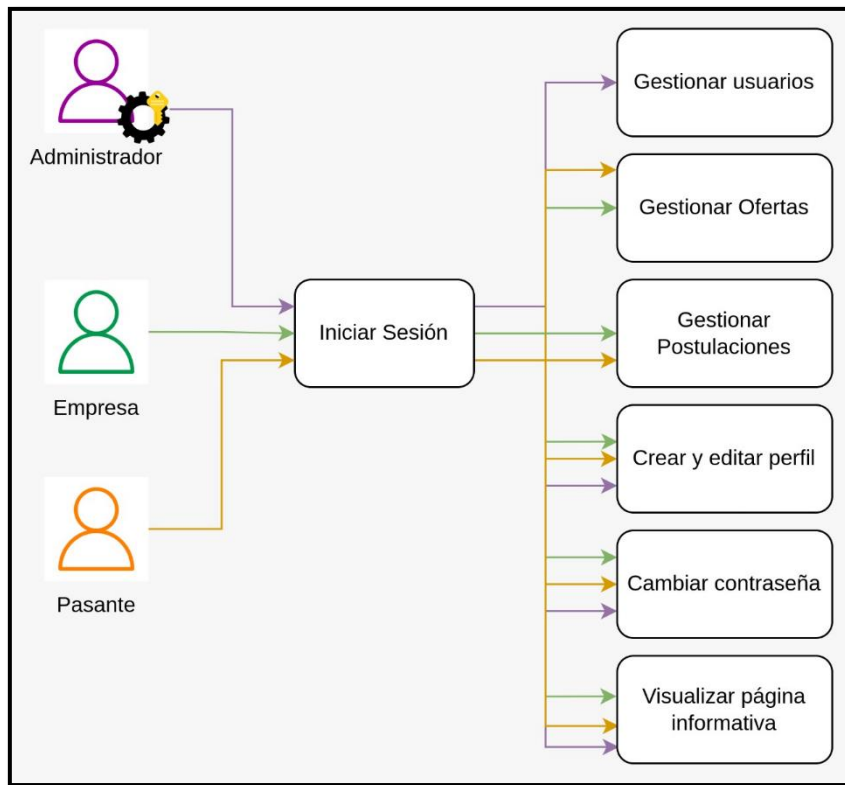 Administrador
Empresa
Pasante
Iniciar Sesión
Gestionar usuarios
Gestionar Ofertas
Gestionar
Postulaciones
Crear y editar perfil
Cambiar contraseña
Visualizar página
informativa